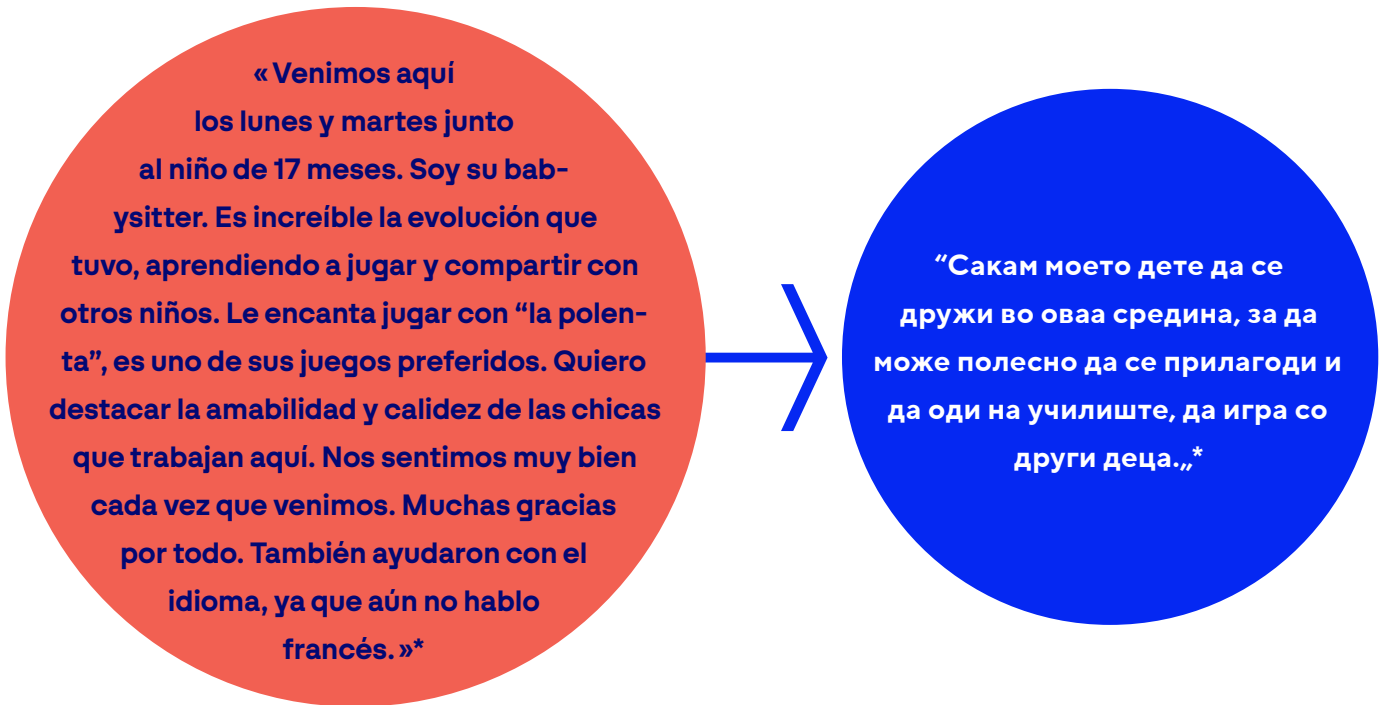 « Venimos aquí
los lunes y martes junto
al niño de 17 meses. Soy su bab-
ysitter. Es increíble la evolución que
tuvo, aprendiendo a jugar y compartir con
otros niños. Le encanta jugar con “la polen-
ta”, es uno de sus juegos preferidos. Quiero
destacar la amabilidad y calidez de las chicas
que trabajan aquí. Nos sentimos muy bien
cada vez que venimos. Muchas gracias
por todo. También ayudaron con el
idioma, ya que aún no hablo
francés. »*
“Сакам моето дете да се
дружи во оваа средина, за да
може полесно да се прилагоди и
да оди на училиште, да игра со
други деца.„*